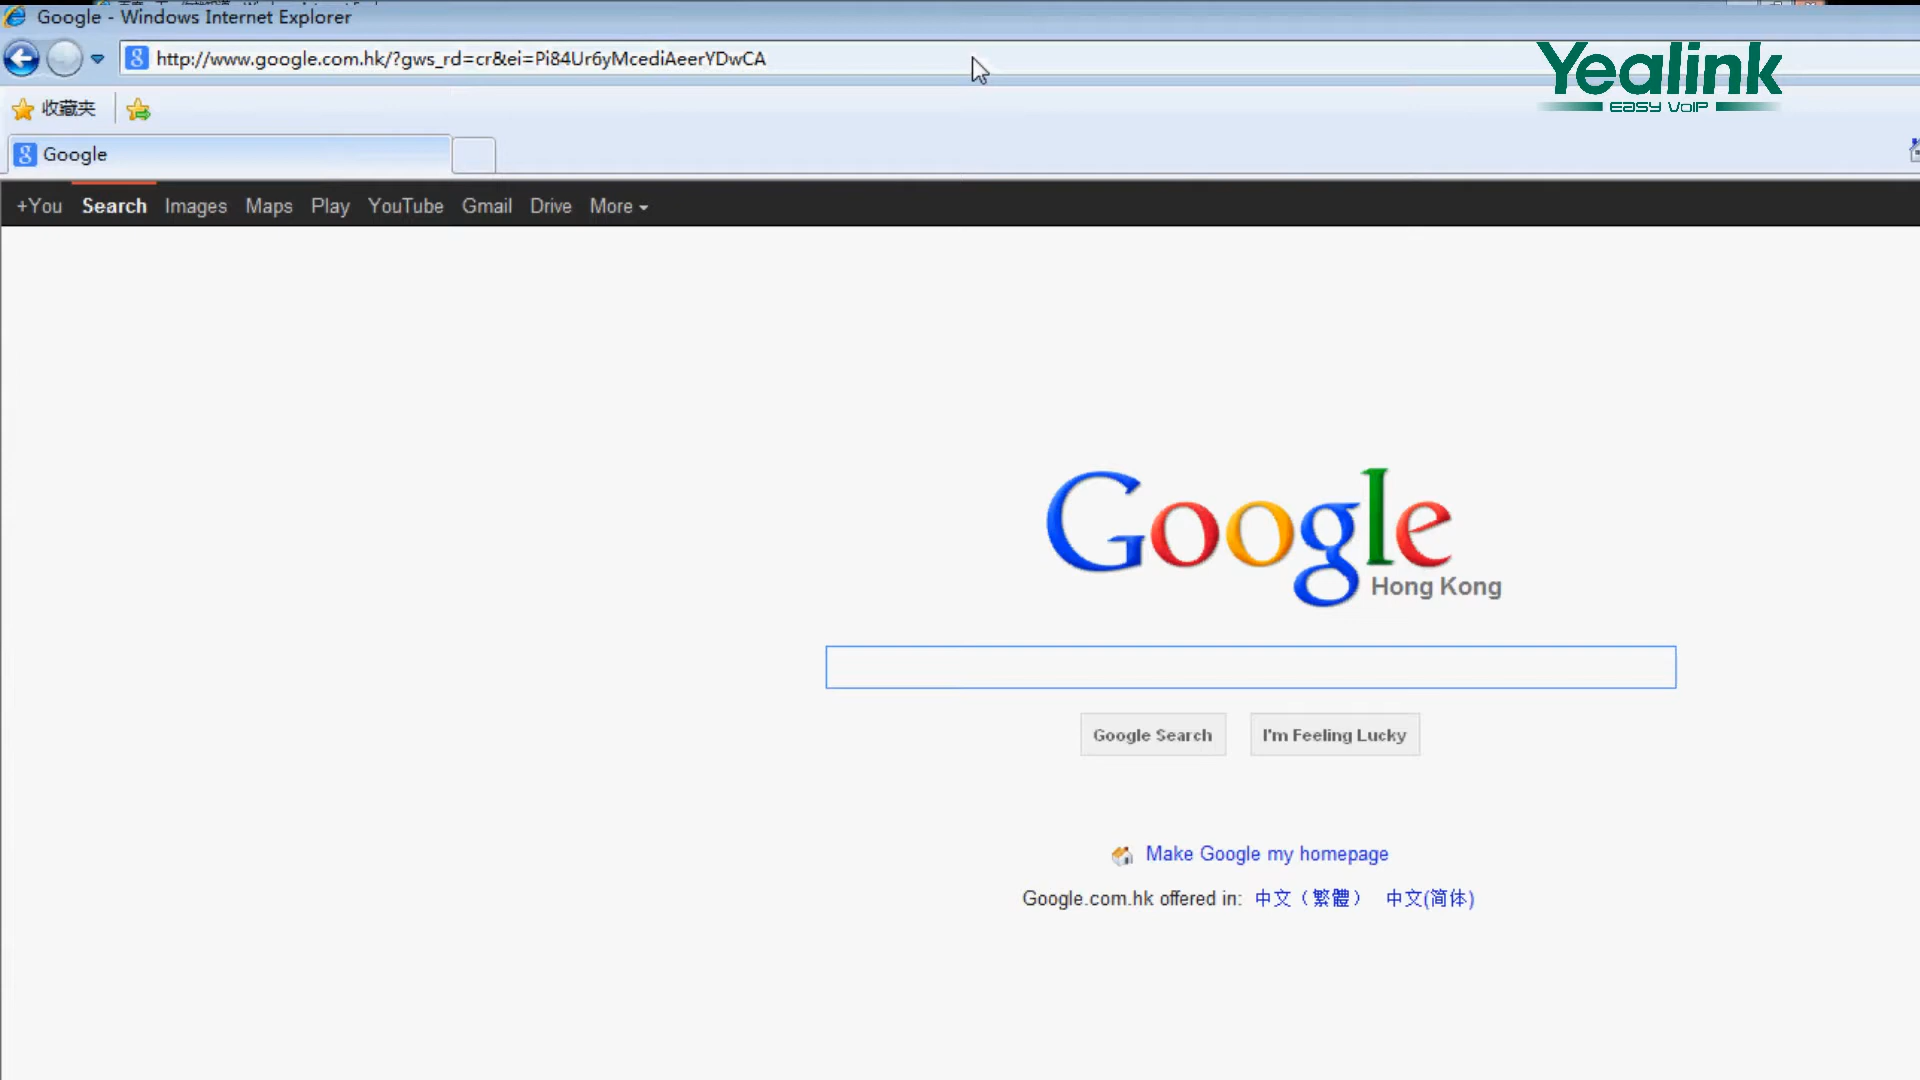 Google - Windows Internet Explorer
http://www.google.com.hk/?gws_rd=cr&ei=Pi84Ur6yMcediAeerYDwCA
Yealink
EASY VoIP
收藏夹
Google
+You Search Images Maps Play YouTube Gmail Drive More
Google
Hong Kong
Google Search I'm Feeling Lucky
Make Google my homepage
Google.com.hk offered in: 中文（繁體） 中文(简体)